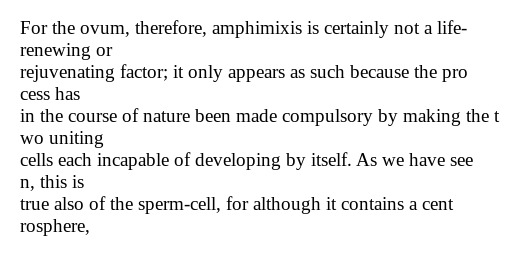 For the ovum, therefore, amphimixis is certainly not a life-
renewing or
rejuvenating factor; it only appears as such because the pro
cess has
in the course of nature been made compulsory by making the t
wo uniting
cells each incapable of developing by itself. As we have see
n, this is
true also of the sperm-cell, for although it contains a cent
rosphere,